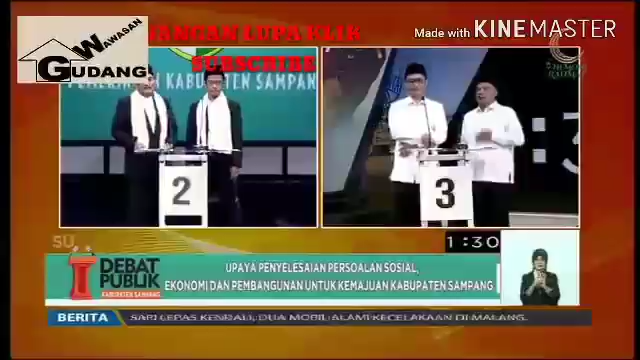 WAWASAN
GUDANG
JANGAN LUPA KLIK
SUBSCRIBE
Made with KINEMASTER
KABUPATEN SAMPANG
2
3
1:30
DEBAT
PUBLIK
KABUPATEN SAMPANG
UPAYA PENYELESAIAN PERSOALAN SOSIAL,
EKONOMI DAN PEMBANGUNAN UNTUK KEMAJUAN KABUPATEN SAMPANG
BERITA
SARI LEPAS KENDALI, DUA MOBIL ALAMI KECELAKAAN DI MALANG.